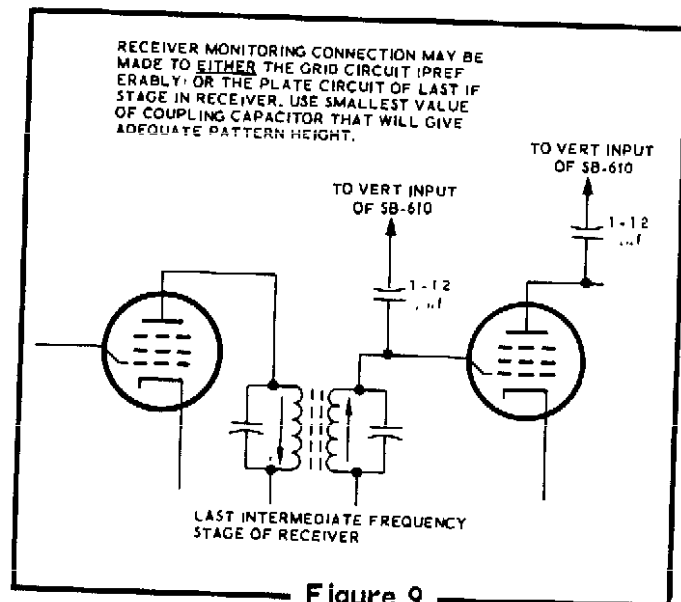 RECEIVER MONITORING CONNECTION MAY BE
MADE TO EITHER THE GRID CIRCUIT (PREF
ERABLY) OR THE PLATE CIRCUIT OF LAST IF
STAGE IN RECEIVER. USE SMALLEST VALUE
OF COUPLING CAPACITOR THAT WILL GIVE
ADEQUATE PATTERN HEIGHT.
TO VERT INPUT
OF SB-610
1-12
TO VERT INPUT
OF SB-610
1-12
LAST INTERMEDIATE FREQUENCY
STAGE OF RECEIVER
Figure 9